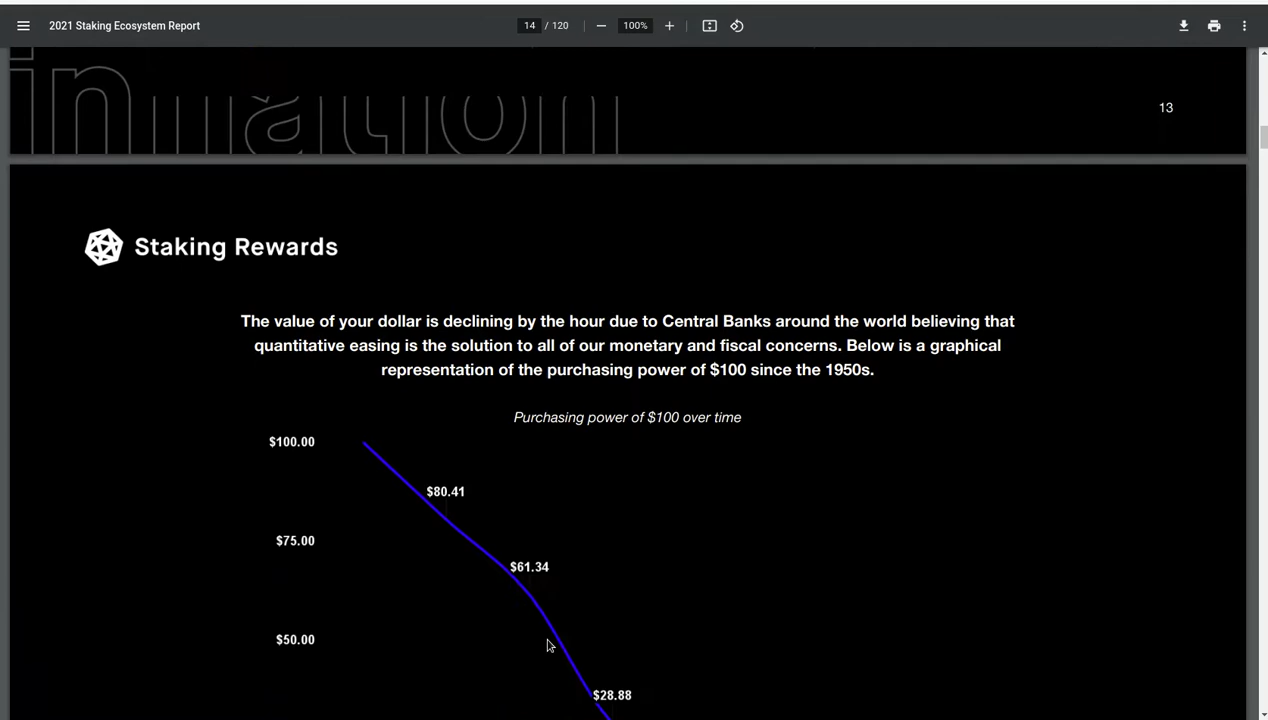 2021 Staking Ecosystem Report
14 / 120
100%
13
Staking Rewards
The value of your dollar is declining by the hour due to Central Banks around the world believing that
quantitative easing is the solution to all of our monetary and fiscal concerns. Below is a graphical
representation of the purchasing power of $100 since the 1950s.
Purchasing power of $100 over time
$100.00
$80.41
$75.00
$61.34
$50.00
$28.88